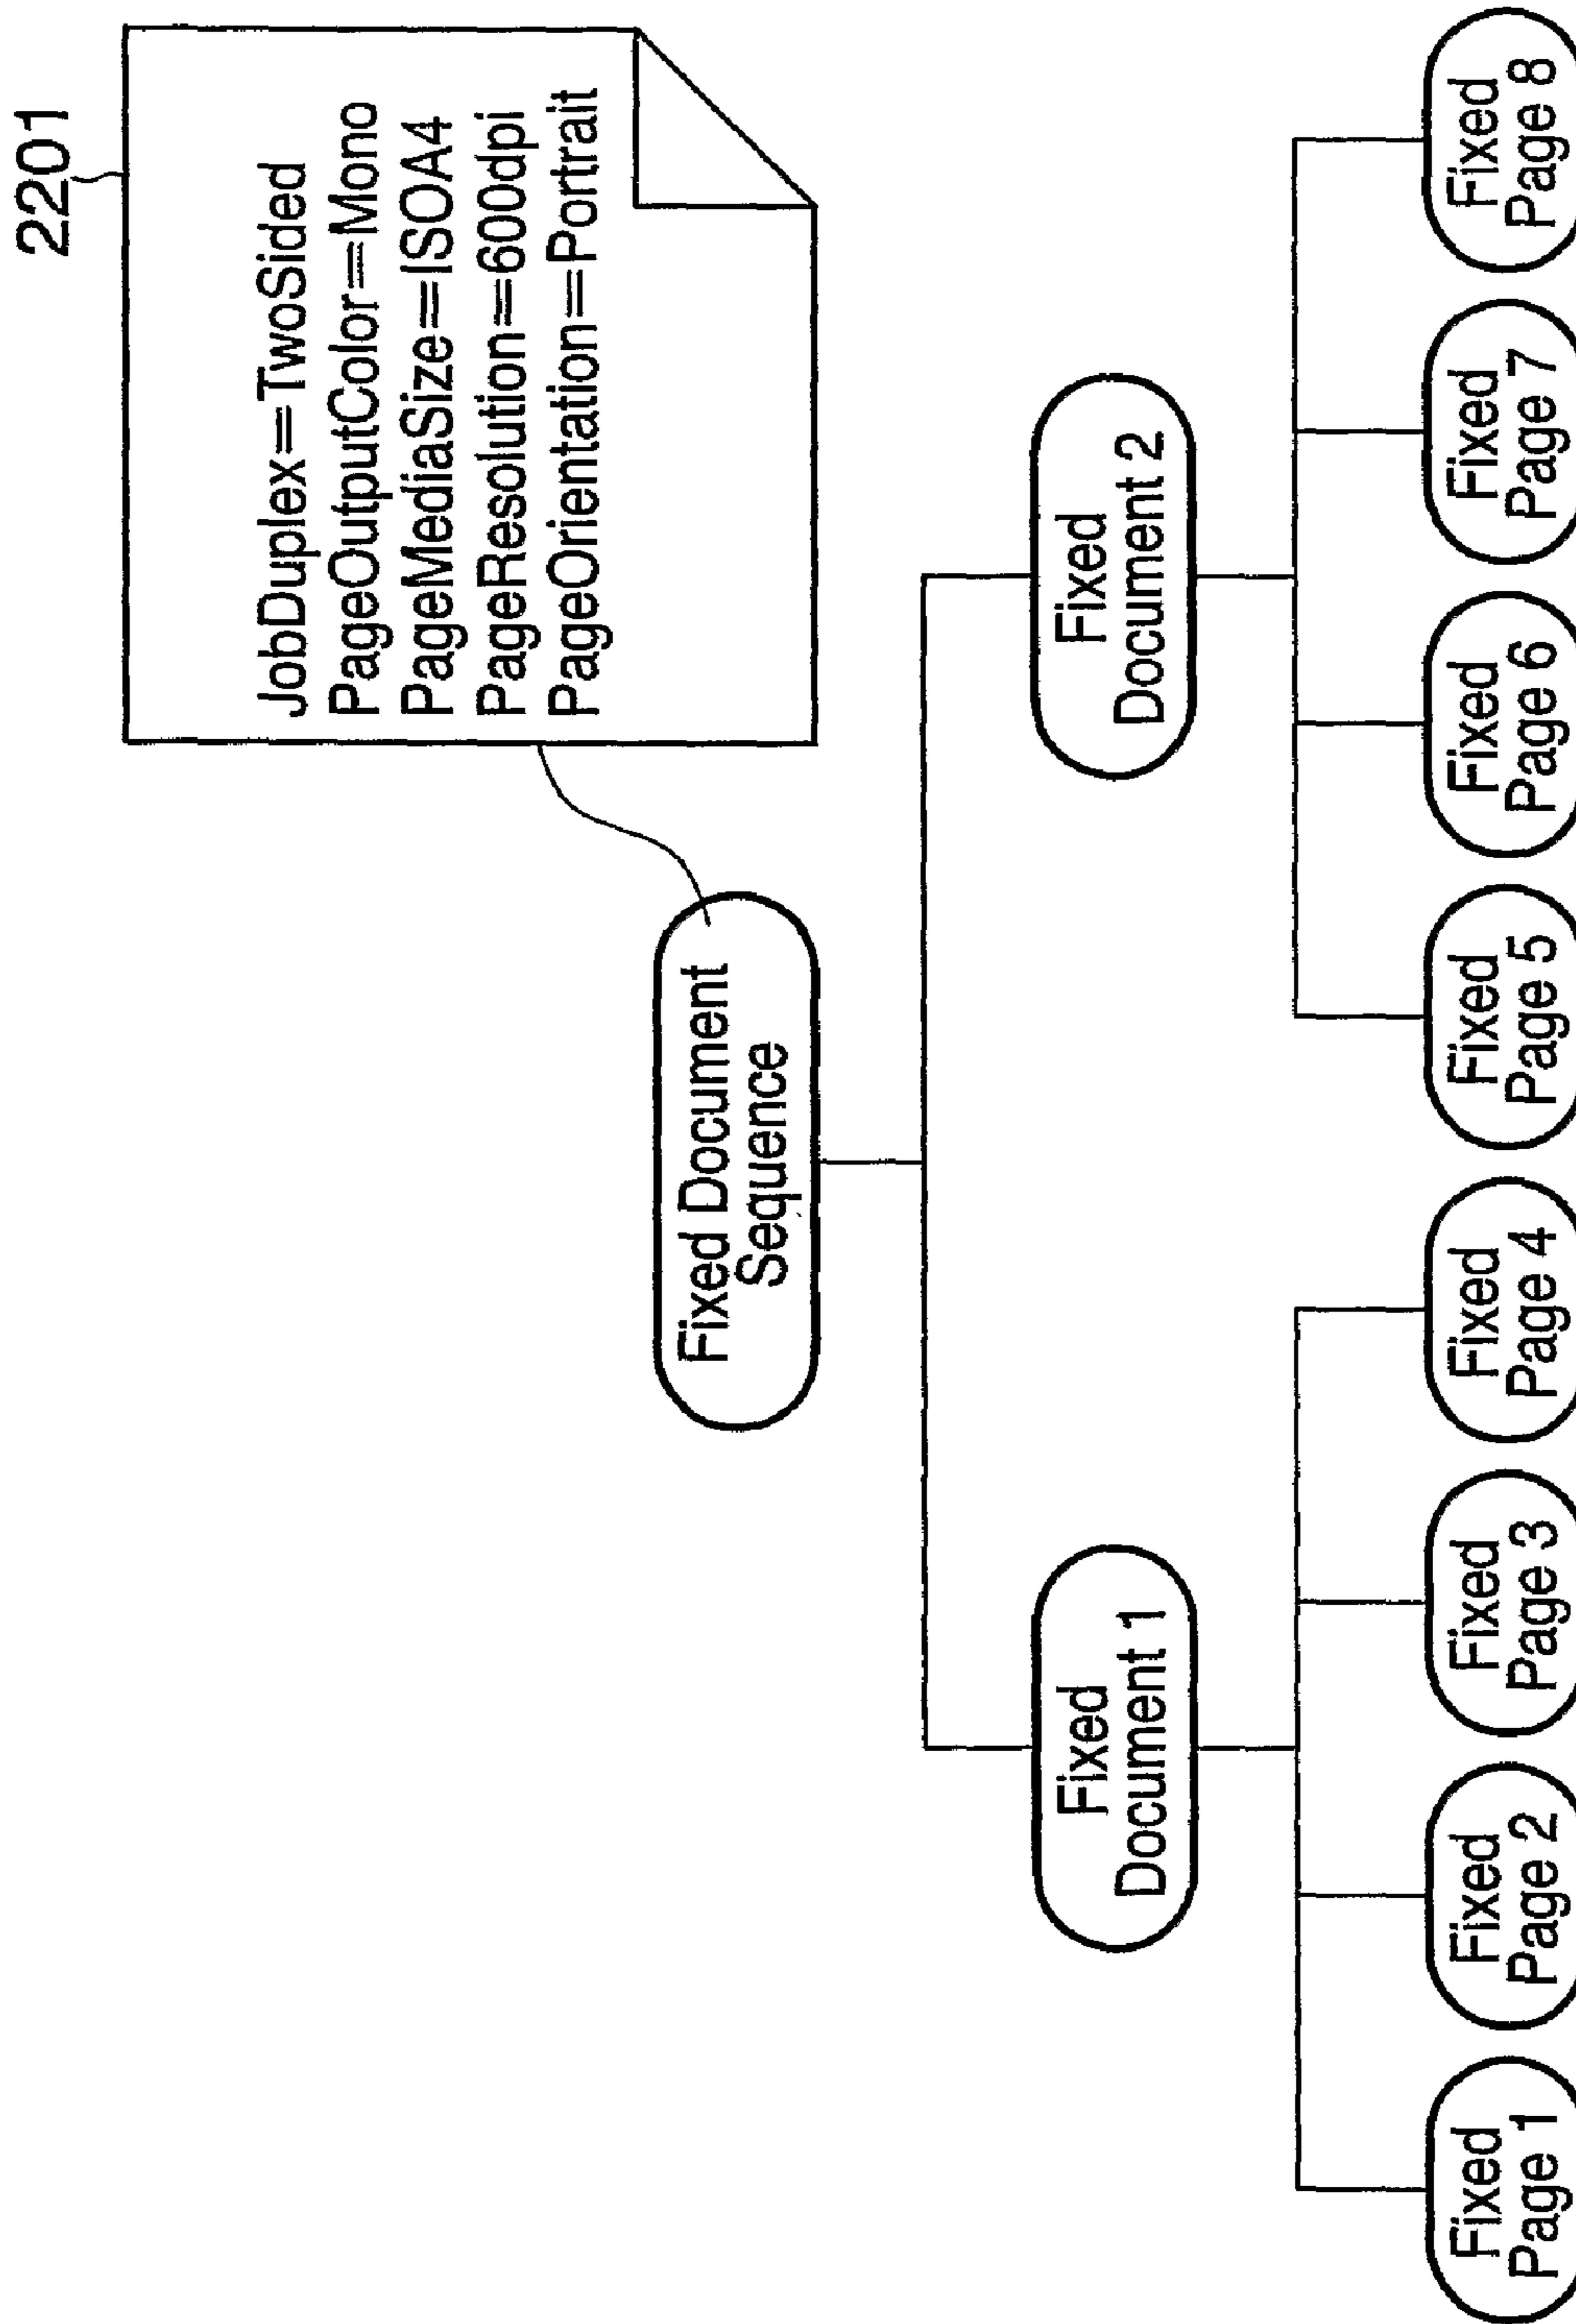 2201
JobDuplex=TwoSided
PageOutputColor=Mono
PageMediaSize=ISOA4
PageResolution=600dpi
PageOrientation=Portrait
Fixed Document
Sequence
Fixed
Document 1
Fixed
Document 2
Fixed
Page 1
Fixed
Page 2
Fixed
Page 3
Fixed
Page 4
Fixed
Page 5
Fixed
Page 6
Fixed
Page 7
Fixed
Page 8